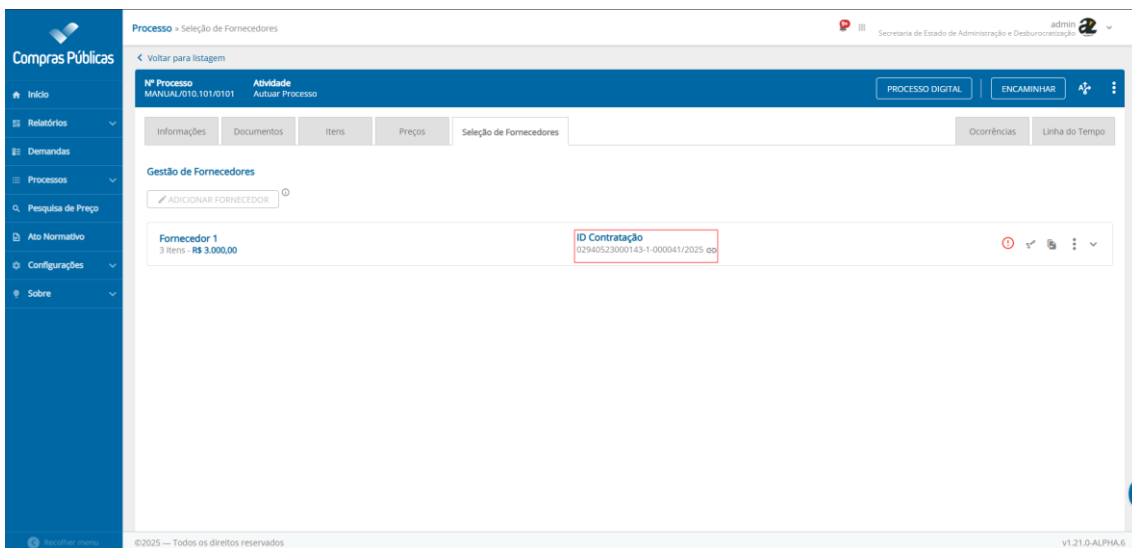 Processo » Seleção de Fornecedores
9+
admin
Secretaria de Estado de Administração e Desburocratização
Compras Públicas
Início
Relatórios
Demandas
Processos
Pesquisa de Preço
Ato Normativo
Configurações
Sobre
Recolher menu
Voltar para listagem
Nº Processo
MANUAL/010.101/0101
Atividade
Autuar Processo
PROCESSO DIGITAL
ENCAMINHAR
Informações
Documentos
Itens
Preços
Seleção de Fornecedores
Ocorrências
Linha do Tempo
Gestão de Fornecedores
ADICIONAR FORNECEDOR
Fornecedor 1
3 Itens - R$ 3.000,00
ID Contratação
02940523000143-1-000041/2025
©2025 — Todos os direitos reservados
v1.21.0-ALPHA.6